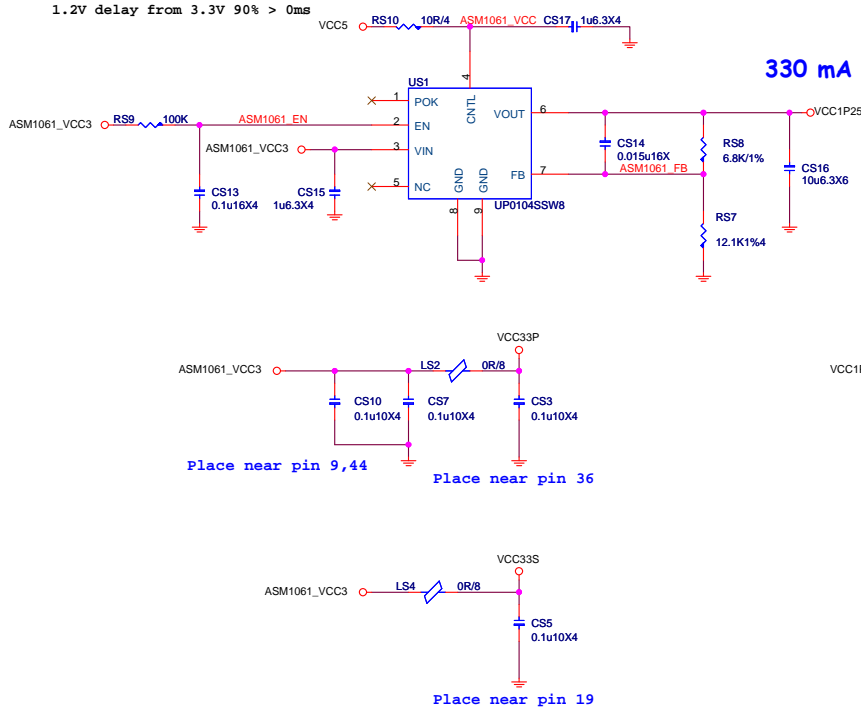 1.2V delay from 3.3V 90% > 0ms
VCC5
RS10
10R/4
ASM1061_VCC
CS17
1u6.3X4
330 mA
US1
4
CNTL
1
POK
VOUT
6
VCC1P25
ASM1061_VCC3
RS9
100K
ASM1061_EN
2
EN
ASM1061_VCC3
3
VIN
CS14
0.015u16X
RS8
6.8K/1%
FB
7
ASM1061_FB
CS16
10u6.3X6
5
NC
GND
GND
CS13
0.1u16X4
CS15
1u6.3X4
8
9
UP0104SSW8
RS7
12.1K1%4
VCC33P
ASM1061_VCC3
LS2
0R/8
CS10
0.1u10X4
CS7
0.1u10X4
CS3
0.1u10X4
Place near pin 9,44
Place near pin 36
VCC33S
ASM1061_VCC3
LS4
0R/8
CS5
0.1u10X4
Place near pin 19